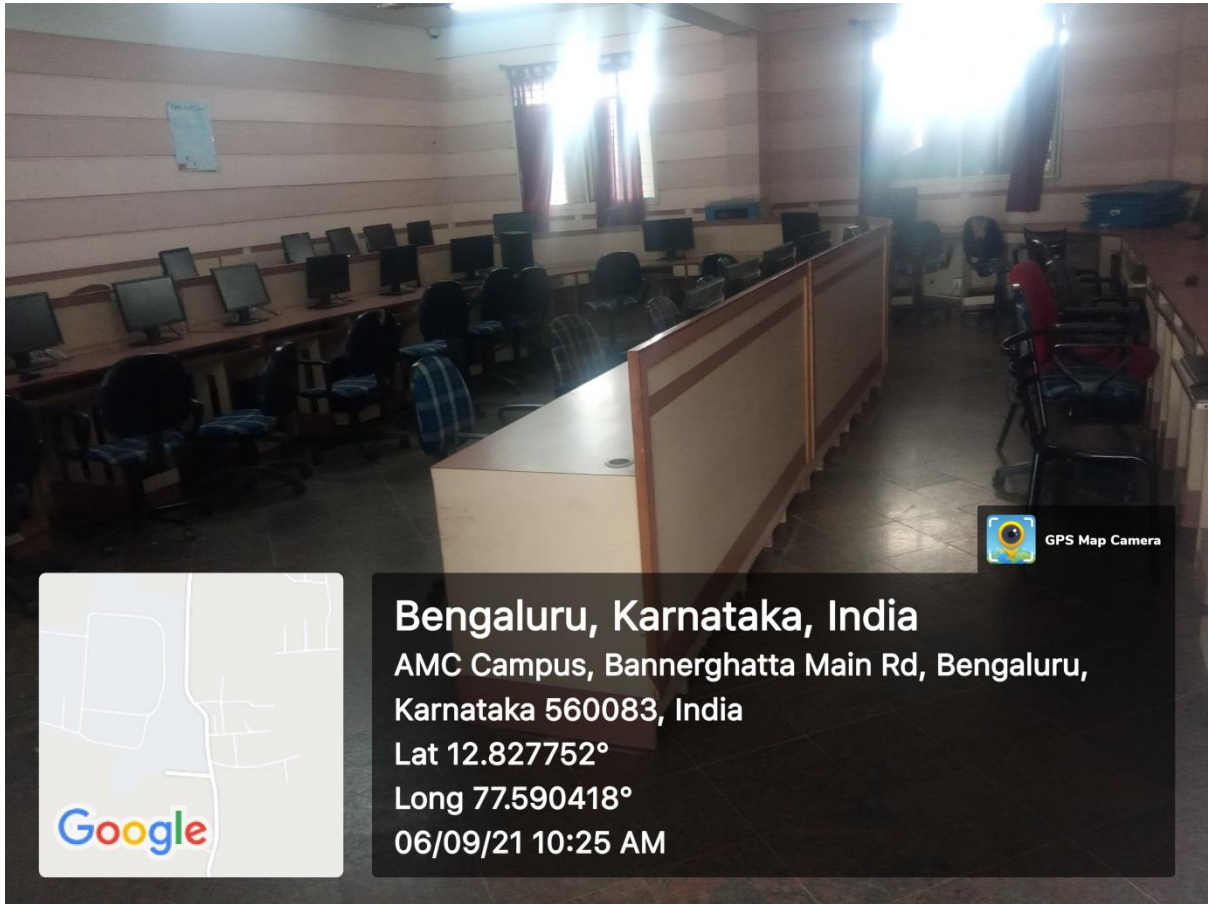 GPS Map Camera
Bengaluru, Karnataka, India
AMC Campus, Bannerghatta Main Rd, Bengaluru,
Karnataka 560083, India
Lat 12.827752°
Long 77.590418°
06/09/21 10:25 AM
Google